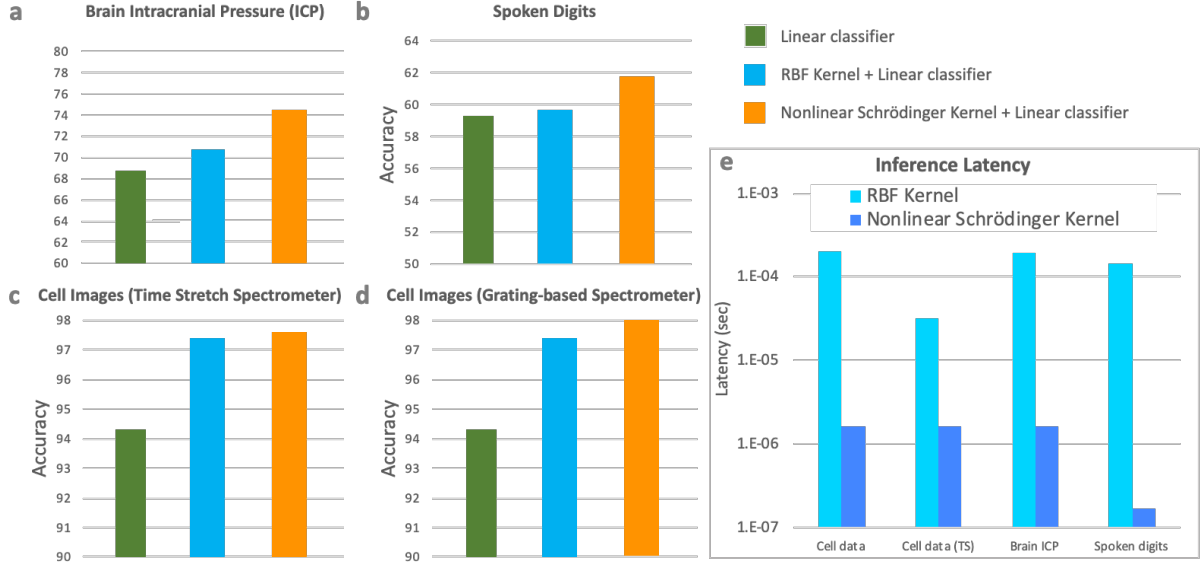 a Brain Intracranial Pressure (ICP)
80
78
76
74
72
70
68
66
64
62
60
b Spoken Digits
Accuracy
64
62
60
58
56
54
52
50
Linear classifier
RBF Kernel + Linear classifier
Nonlinear Schrödinger Kernel + Linear classifier
c Cell Images (Time Stretch Spectrometer)
Accuracy
98
97
96
95
94
93
92
91
90
d Cell Images (Grating-based Spectrometer)
Accuracy
98
97
96
95
94
93
92
91
90
e Inference Latency
RBF Kernel
Nonlinear Schrödinger Kernel
Latency (sec)
1.E-03
1.E-04
1.E-05
1.E-06
1.E-07
Cell data Cell data (TS) Brain ICP Spoken digits